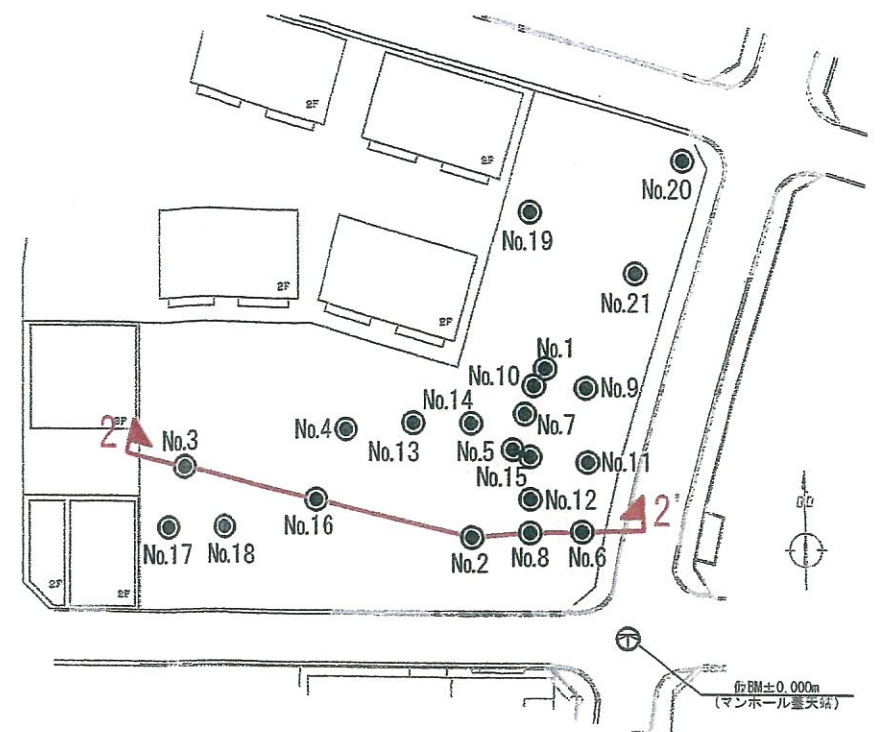 2F
2F
No.20
No.19
2F
No.21
2F
No.1
No.10
No.9
2F
No.14
No.7
2
No.3
No.4
No.13
No.5
No.15
No.11
No.12
2'
No.17
No.18
No.16
No.2
No.8
No.6
2F
2F
仮BM±0.000m
(マンホール蓋天端)